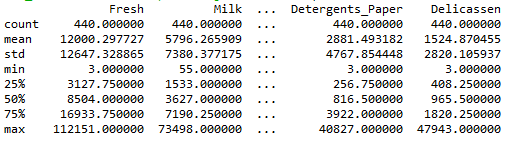 Fresh Milk ... Detergents_Paper Delicassen
count 440.000000 440.000000 ... 440.000000 440.000000
mean 12000.297727 5796.265909 ... 2881.493182 1524.870455
std 12647.328865 7380.377175 ... 4767.854448 2820.105937
min 3.000000 55.000000 ... 3.000000 3.000000
25% 3127.750000 1533.000000 ... 256.750000 408.250000
50% 8504.000000 3627.000000 ... 816.500000 965.500000
75% 16933.750000 7190.250000 ... 3922.000000 1820.250000
max 112151.000000 73498.000000 ... 40827.000000 47943.000000